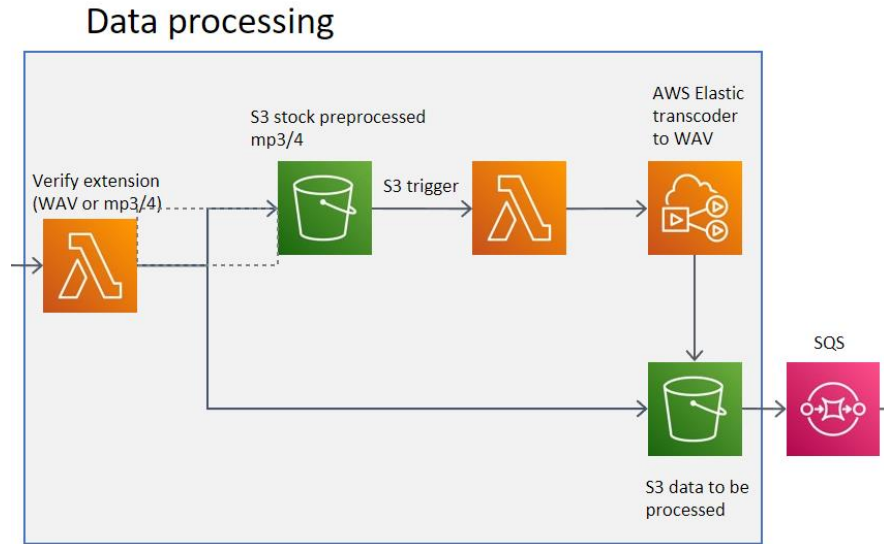 Data processing
S3 stock preprocessed
mp3/4
AWS Elastic
transcoder
to WAV
Verify extension
(WAV or mp3/4)
S3 trigger
SQS
S3 data to be
processed